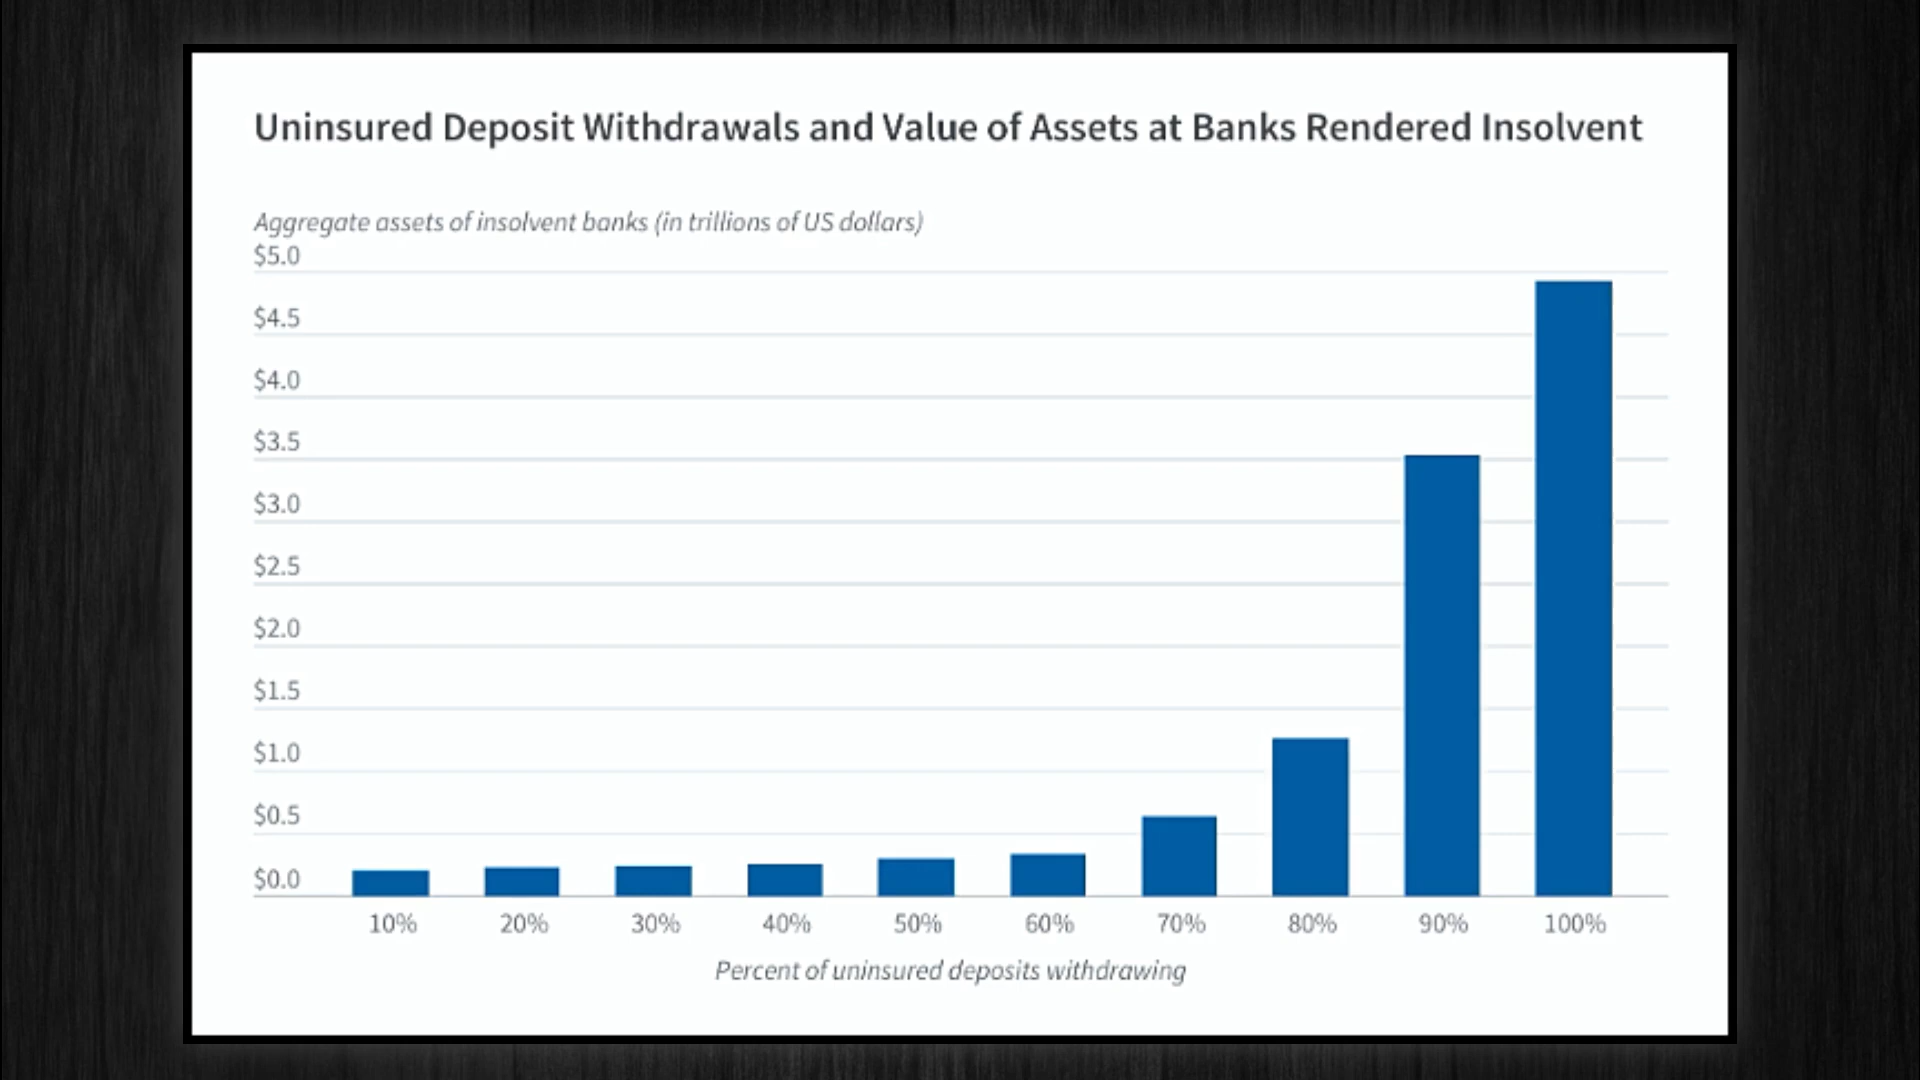 Uninsured Deposit Withdrawals and Value of Assets at Banks Rendered Insolvent
Aggregate assets of insolvent banks (in trillions of US dollars)
$5.0
$4.5
$4.0
$3.5
$3.0
$2.5
$2.0
$1.5
$1.0
$0.5
$0.0
10% 20% 30% 40% 50% 60% 70% 80% 90% 100%
Percent of uninsured deposits withdrawing